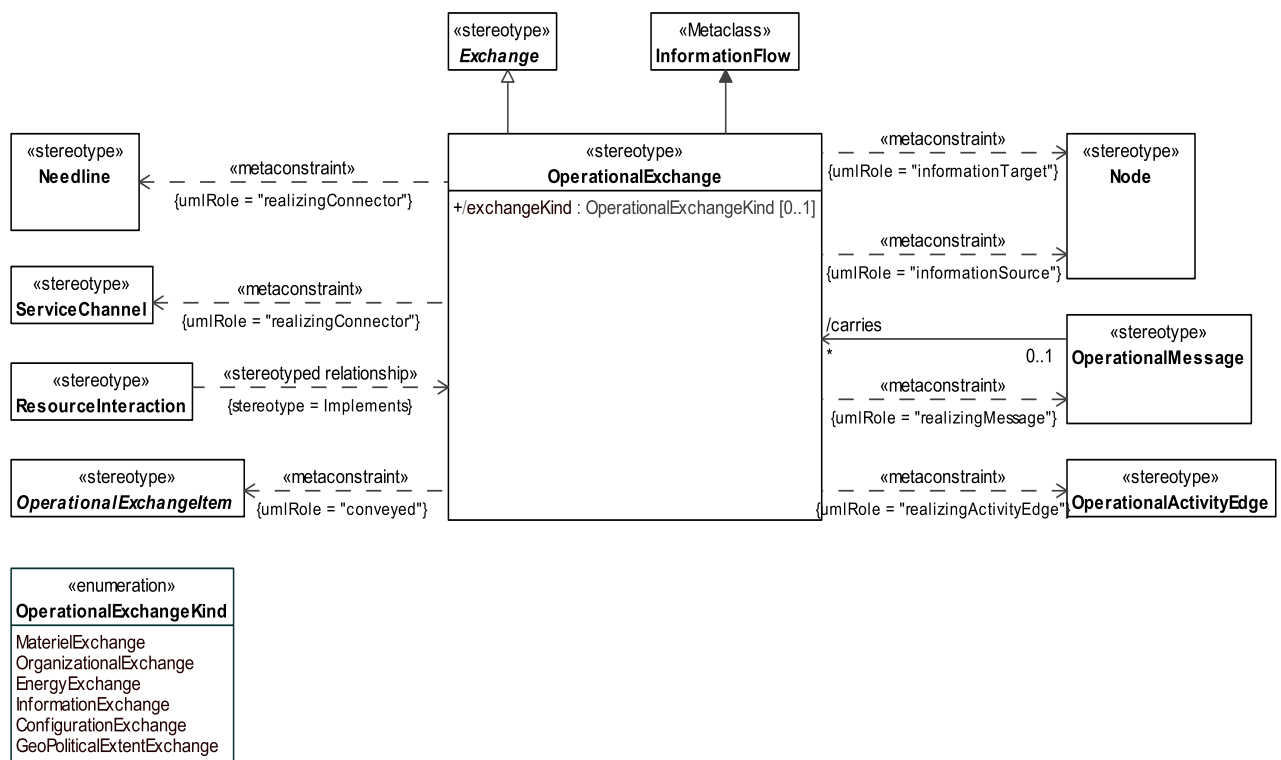 «stereotype»
Exchange
«Metaclass»
InformationFlow
«stereotype»
Needline
«metaconstraint»
{umlRole = "realizingConnector"}
«stereotype»
OperationalExchange
+/exchangeKind : OperationalExchangeKind [0..1]
«metaconstraint»
{umlRole = "informationTarget"}
«stereotype»
Node
«metaconstraint»
{umlRole = "informationSource"}
«stereotype»
ServiceChannel
«metaconstraint»
{umlRole = "realizingConnector"}
/carries
*
0..1
«stereotype»
OperationalMessage
«stereotype»
ResourceInteraction
«stereotyped relationship»
{stereotype = Implements}
«metaconstraint»
{umlRole = "realizingMessage"}
«stereotype»
OperationalExchangeItem
«metaconstraint»
{umlRole = "conveyed"}
«metaconstraint»
{umlRole = "realizingActivityEdge"}
«stereotype»
OperationalActivityEdge
«enumeration»
OperationalExchangeKind
MaterielExchange
OrganizationalExchange
EnergyExchange
InformationExchange
ConfigurationExchange
GeoPoliticalExtentExchange